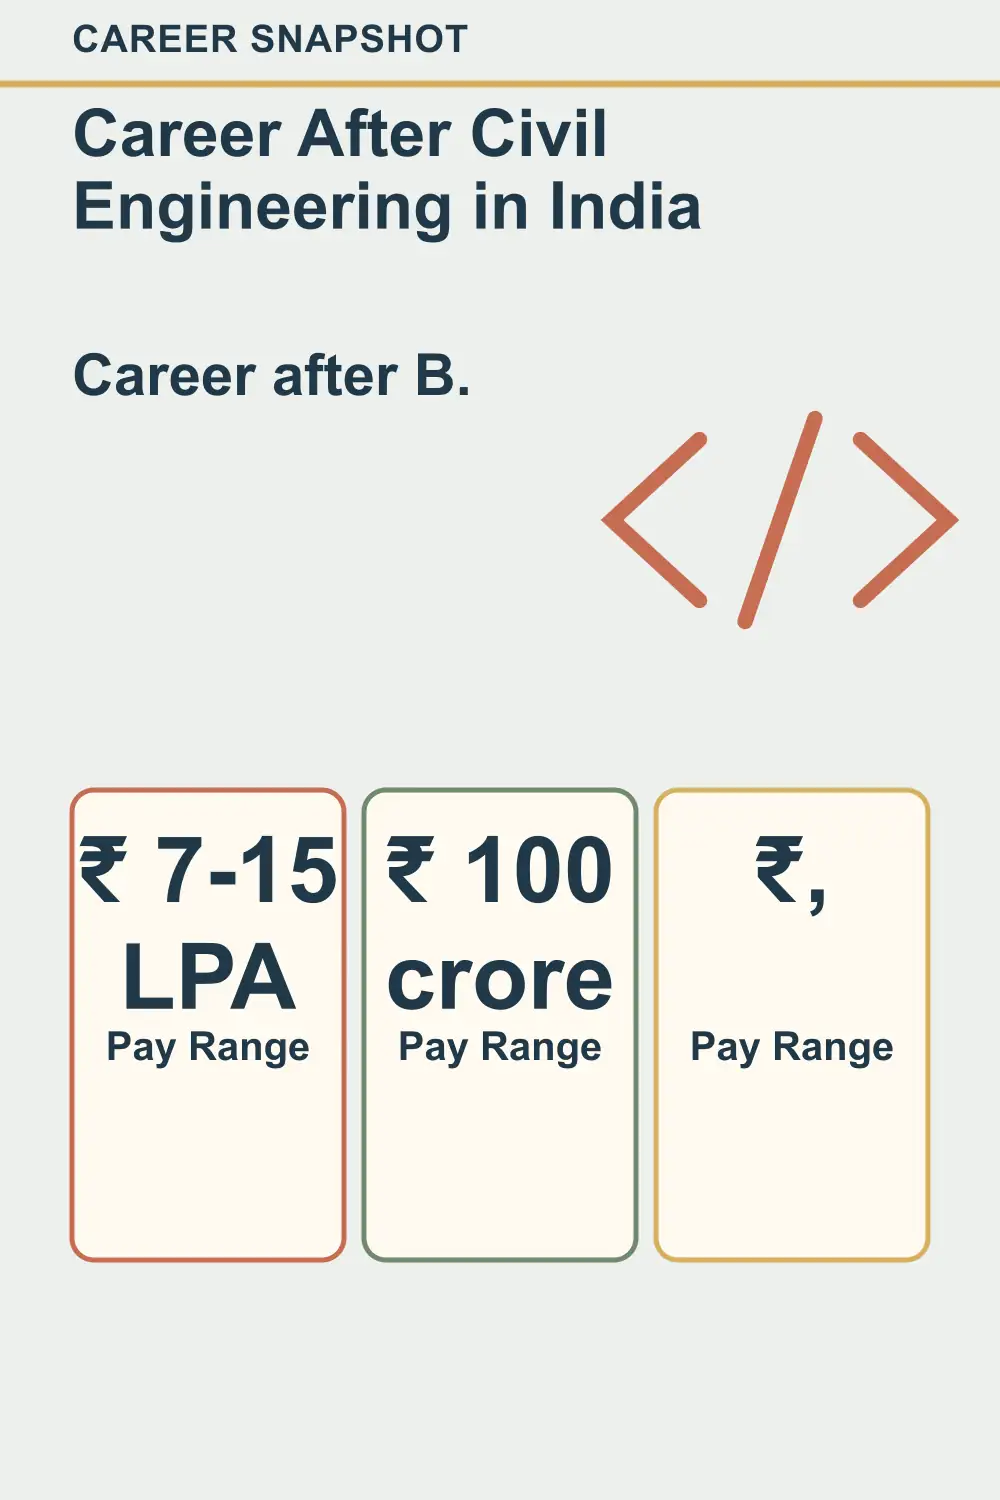 CAREER SNAPSHOT
Career After Civil
Engineering in India
Career after B.
₹ 7-15
LPA
Pay Range
₹ 100
crore
Pay Range
₹,
Pay Range